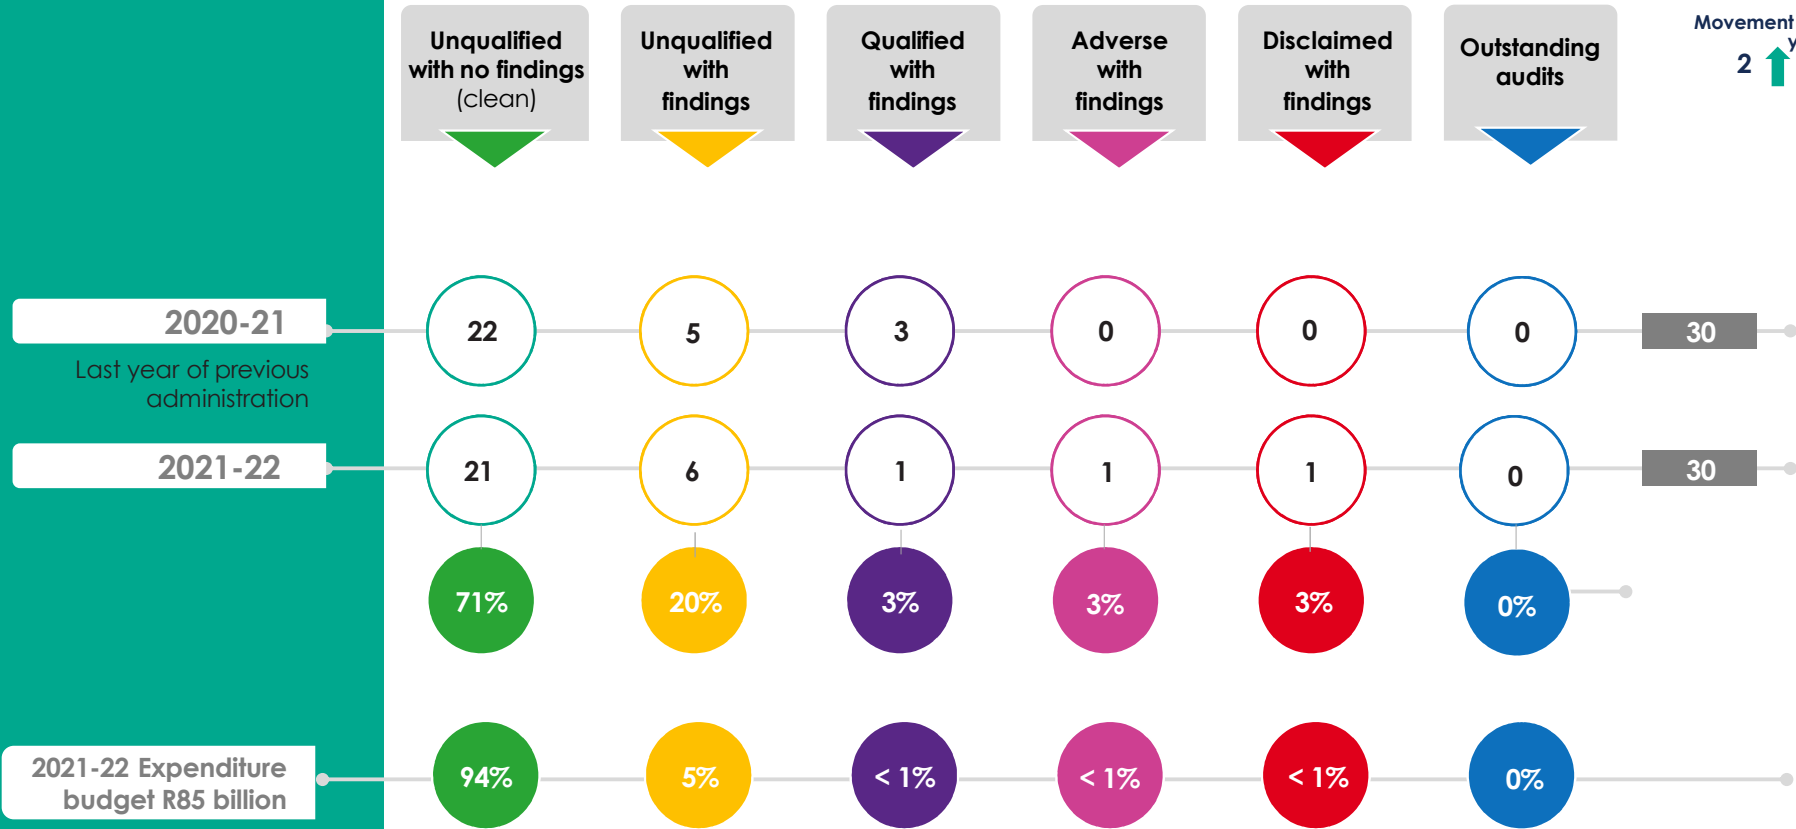 Unqualified
with no findings
(clean)
Unqualified
with
findings
Qualified
with
findings
Adverse
with
findings
Disclaimed
with
findings
Outstanding
audits
Movement
y
2
2020-21
22
5
3
0
0
0
30
Last year of previous
administration
2021-22
21
6
1
1
1
0
30
71%
20%
3%
3%
3%
0%
2021-22 Expenditure
budget R85 billion
94%
5%
< 1%
< 1%
< 1%
0%